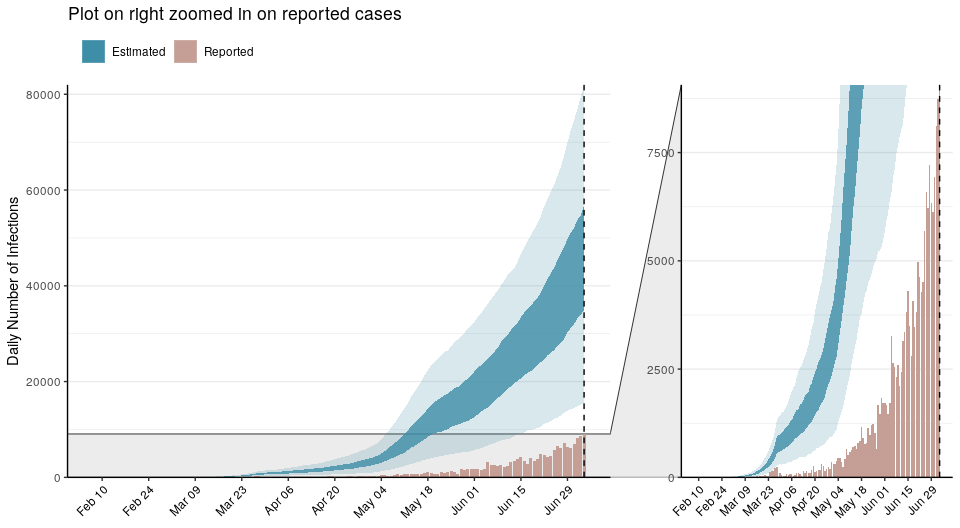 Plot on right zoomed in on reported cases
Estimated Reported
Daily Number of Infections
80000
60000
40000
20000
0
Feb 10 Feb 24 Mar 09 Mar 23 Apr 06 Apr 20 May 04 May 18 Jun 01 Jun 15 Jun 29
7500
5000
2500
0
Feb 10 Feb 24 Mar 09 Mar 23 Apr 06 Apr 20 May 04 May 18 Jun 01 Jun 15 Jun 29